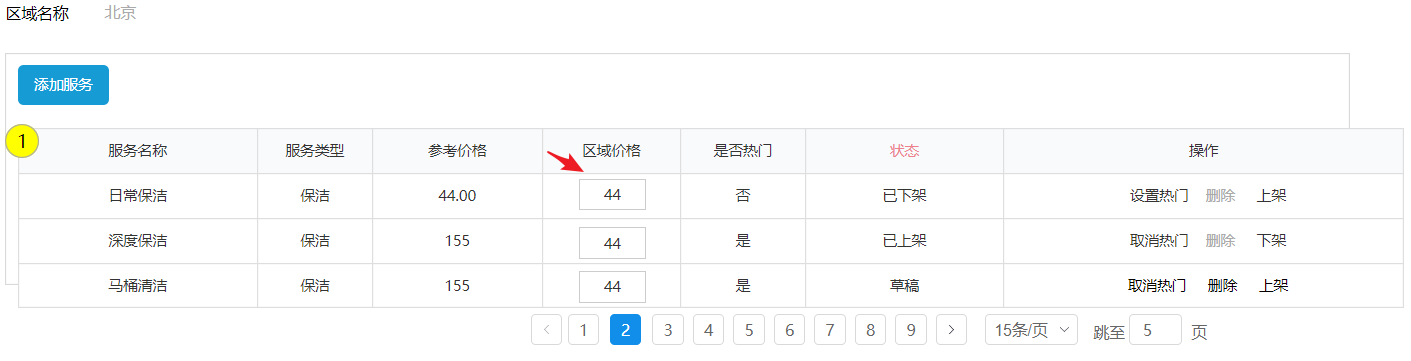 区域名称 北京
添加服务
1
服务名称 服务类型 参考价格 区域价格 是否热门 状态 操作
日常保洁 保洁 44.00 44 否 已下架 设置热门 删除 上架
深度保洁 保洁 155 44 是 已上架 取消热门 删除 下架
马桶清洁 保洁 155 44 是 草稿 取消热门 删除 上架
1 2 3 4 5 6 7 8 9 15条/页 跳至 5 页